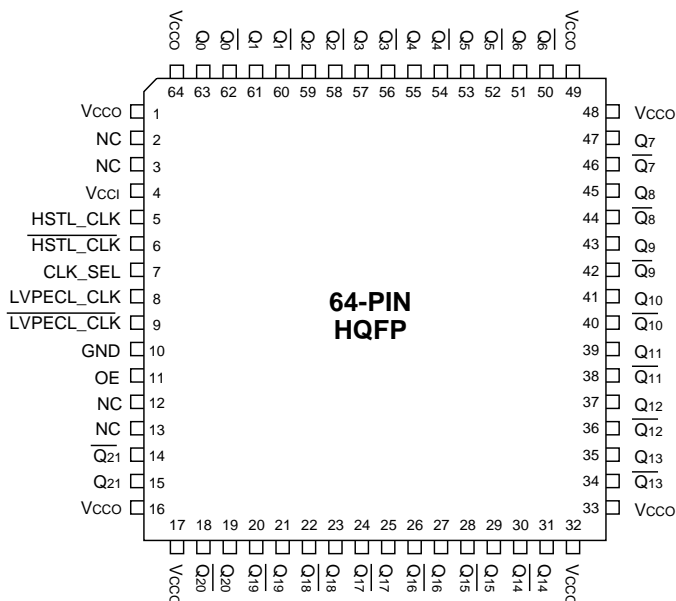 VCCO Q0 Q0 Q1 Q1 Q2 Q2 Q3 Q3 Q4 Q4 Q5 Q5 Q6 Q6 VCCO
64 63 62 61 60 59 58 57 56 55 54 53 52 51 50 49
VCCO 1 48 VCCO
NC 2 47 Q7
NC 3 46 Q7
VCCI 4 45 Q8
HSTL_CLK 5 44 Q8
HSTL_CLK 6 43 Q9
CLK_SEL 7 42 Q9
LVPECL_CLK 8 41 Q10
LVPECL_CLK 9 40 Q10
GND 10 39 Q11
OE 11 38 Q11
NC 12 37 Q12
NC 13 36 Q12
Q21 14 35 Q13
Q21 15 34 Q13
VCCO 16 33 VCCO
64-PIN
HQFP
17 18 19 20 21 22 23 24 25 26 27 28 29 30 31 32
VCCO Q20 Q20 Q19 Q19 Q18 Q18 Q17 Q17 Q16 Q16 Q15 Q15 Q14 Q14 VCCO